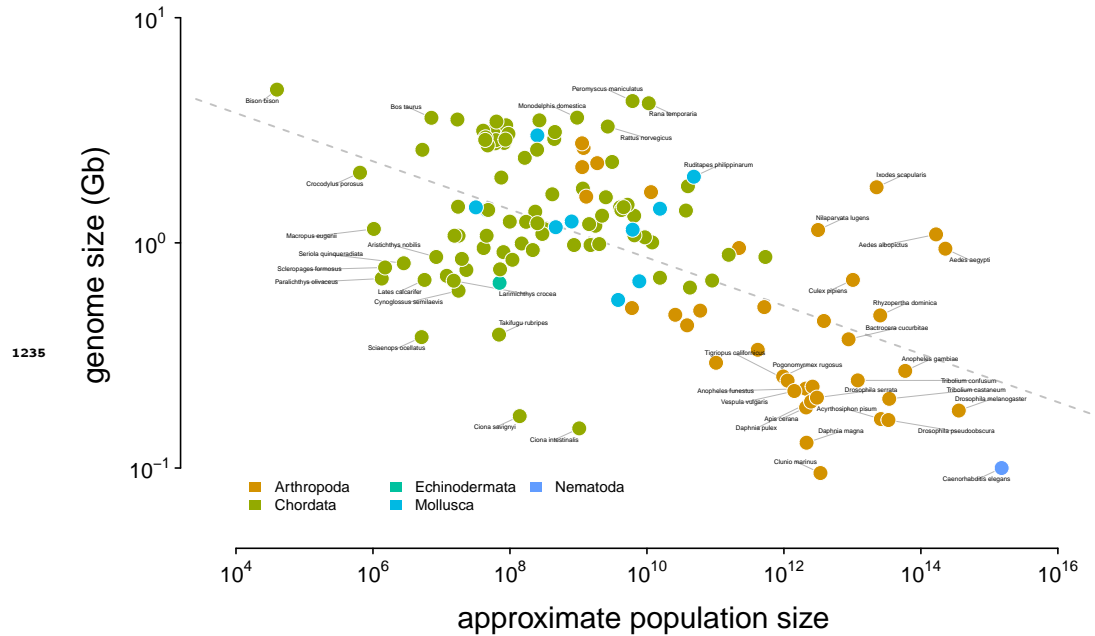 10^1
Bison bison
Bos taurus
Monodelphis domestica
Peromyscus maniculatus
Rana temporaria
Rattus norvegicus
Crocodylus porosus
Ruditapes philippinarum
Ixodes scapularis
Macropus eugenii
Aristichthys nobilis
Seriola quinqueradiata
Scleropages formosus
Paralichthys olivaceus
Lates calcarifer
Cynoglossus semilaevis
Larimichthys crocea
Nilaparvata lugens
Aedes albopictus
Aedes aegypti
Culex pipiens
Rhyzopertha dominica
Bactrocera cucurbitae
10^0
genome size (Gb)
1235
Sciaenops ocellatus
Takifugu rubripes
Tigriopus californicus
Pogonomyrmex rugosus
Anopheles gambiae
Anopheles funestus
Vespula vulgaris
Drosophila serrata
Tribolium confusum
Tribolium castaneum
Drosophila melanogaster
Apis cerana
Acyrthosiphon pisum
Daphnia pulex
Daphnia magna
Drosophila pseudoobscura
Ciona savignyi
Ciona intestinalis
Clunio marinus
Caenorhabditis elegans
10^−1
Arthropoda
Echinodermata
Nematoda
Chordata
Mollusca
10^4
10^6
10^8
10^10
10^12
10^14
10^16
approximate population size